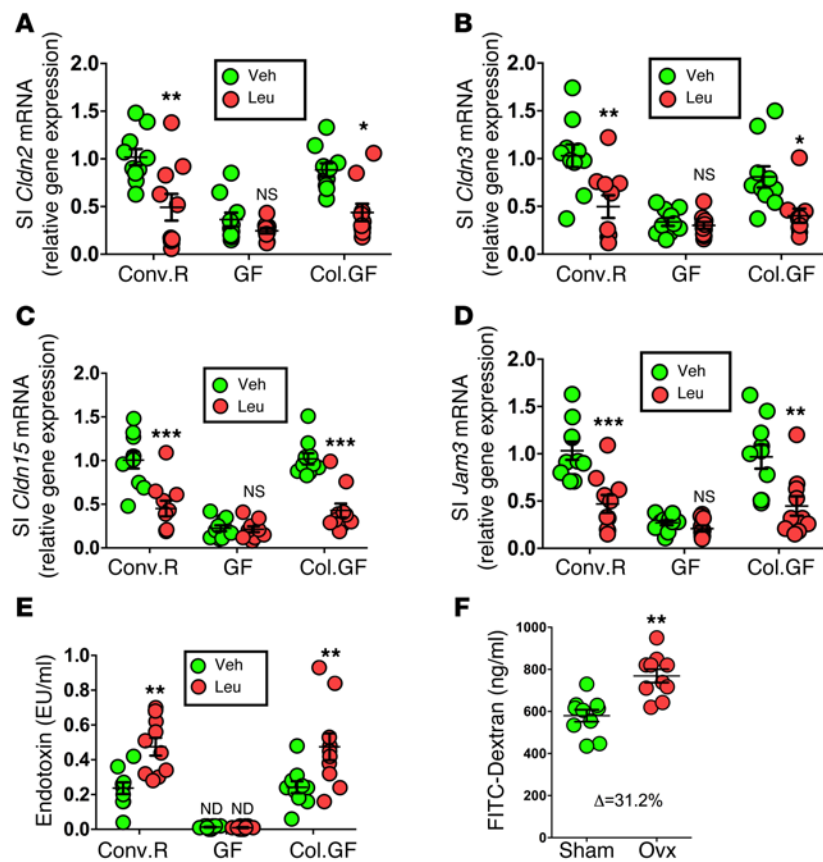 A
SI Cldn2 mRNA
(relative gene expression)
2.0
1.5
1.0
0.5
0.0
Veh
Leu
**
NS
*
Conv.R GF Col.GF
B
SI Cldn3 mRNA
(relative gene expression)
2.0
1.5
1.0
0.5
0.0
Veh
Leu
**
NS
*
Conv.R GF Col.GF
C
SI Cldn15 mRNA
(relative gene expression)
2.0
1.5
1.0
0.5
0.0
Veh
Leu
***
NS
***
Conv.R GF Col.GF
D
SI Jam3 mRNA
(relative gene expression)
2.0
1.5
1.0
0.5
0.0
Veh
Leu
***
NS
**
Conv.R GF Col.GF
E
Endotoxin (EU/ml)
1.0
0.8
0.6
0.4
0.2
0.0
Veh
Leu
**
ND ND
**
Conv.R GF Col.GF
F
FITC-Dextran (ng/ml)
1000
800
600
400
200
0
**
Δ=31.2%
Sham Ovx